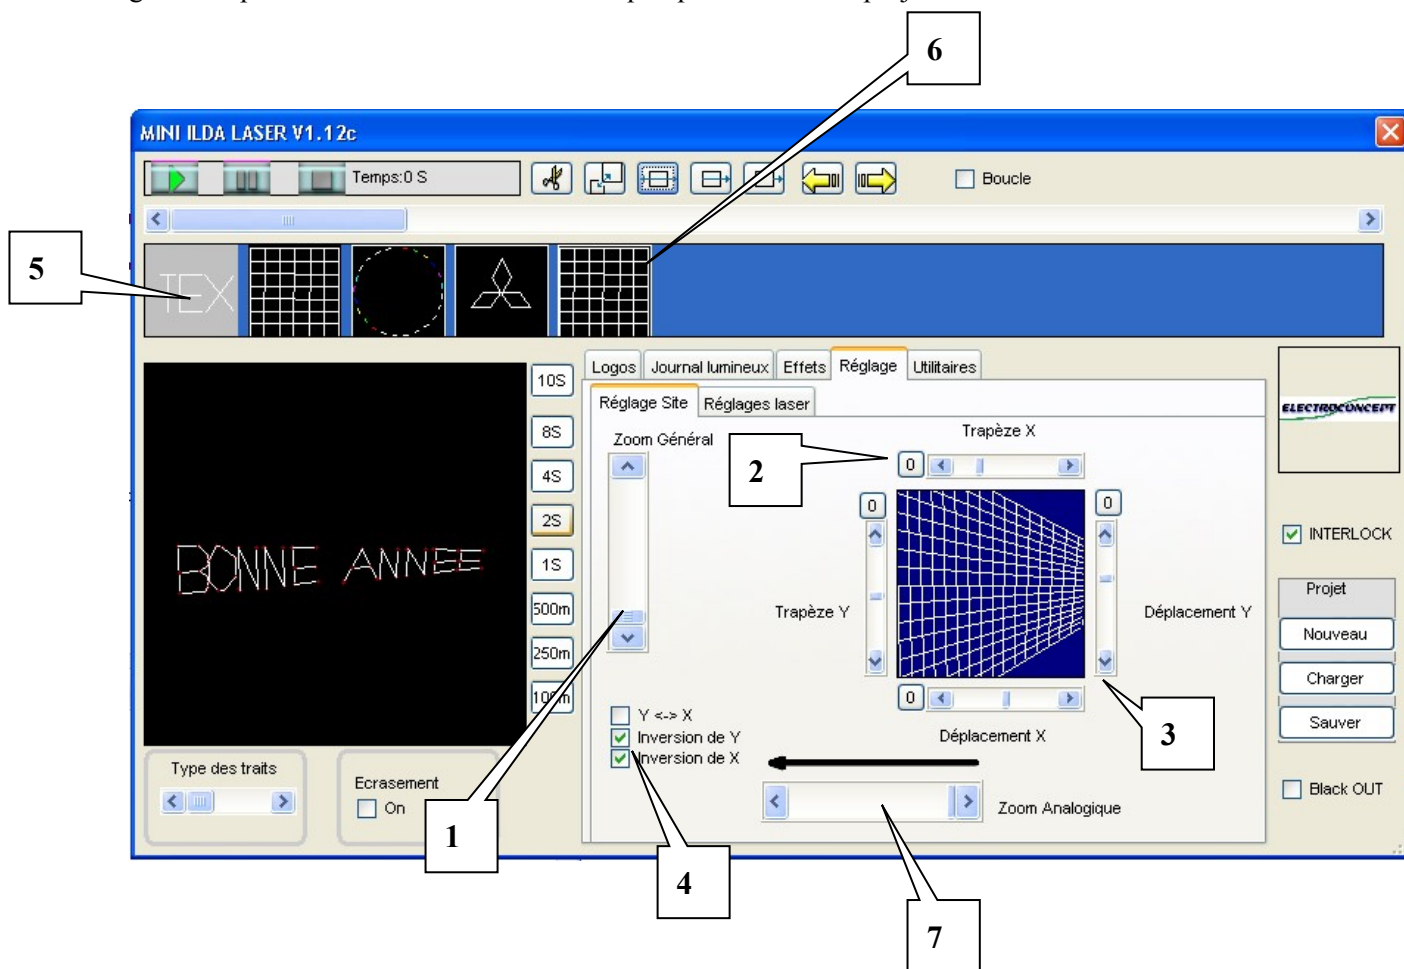 6
MINI ILDA LASER V1.12c
Temps:0 S
Boucle
5
TEX
Logos Journal lumineux Effets Réglage Utilitaires
Réglage Site Réglages laser
10S
8S
4S
2S
1S
500m
250m
100m
Zoom Général
2
Trapèze X
0
0
0
Trapèze Y
Déplacement Y
0
Déplacement X
3
BONNE ANNEE
ELECTROCONCEPT
INTERLOCK
Projet
Nouveau
Charger
Sauver
Black OUT
Y <-> X
Inversion de Y
Inversion de X
Zoom Analogique
Type des traits
Ecrasement
On
1
4
7